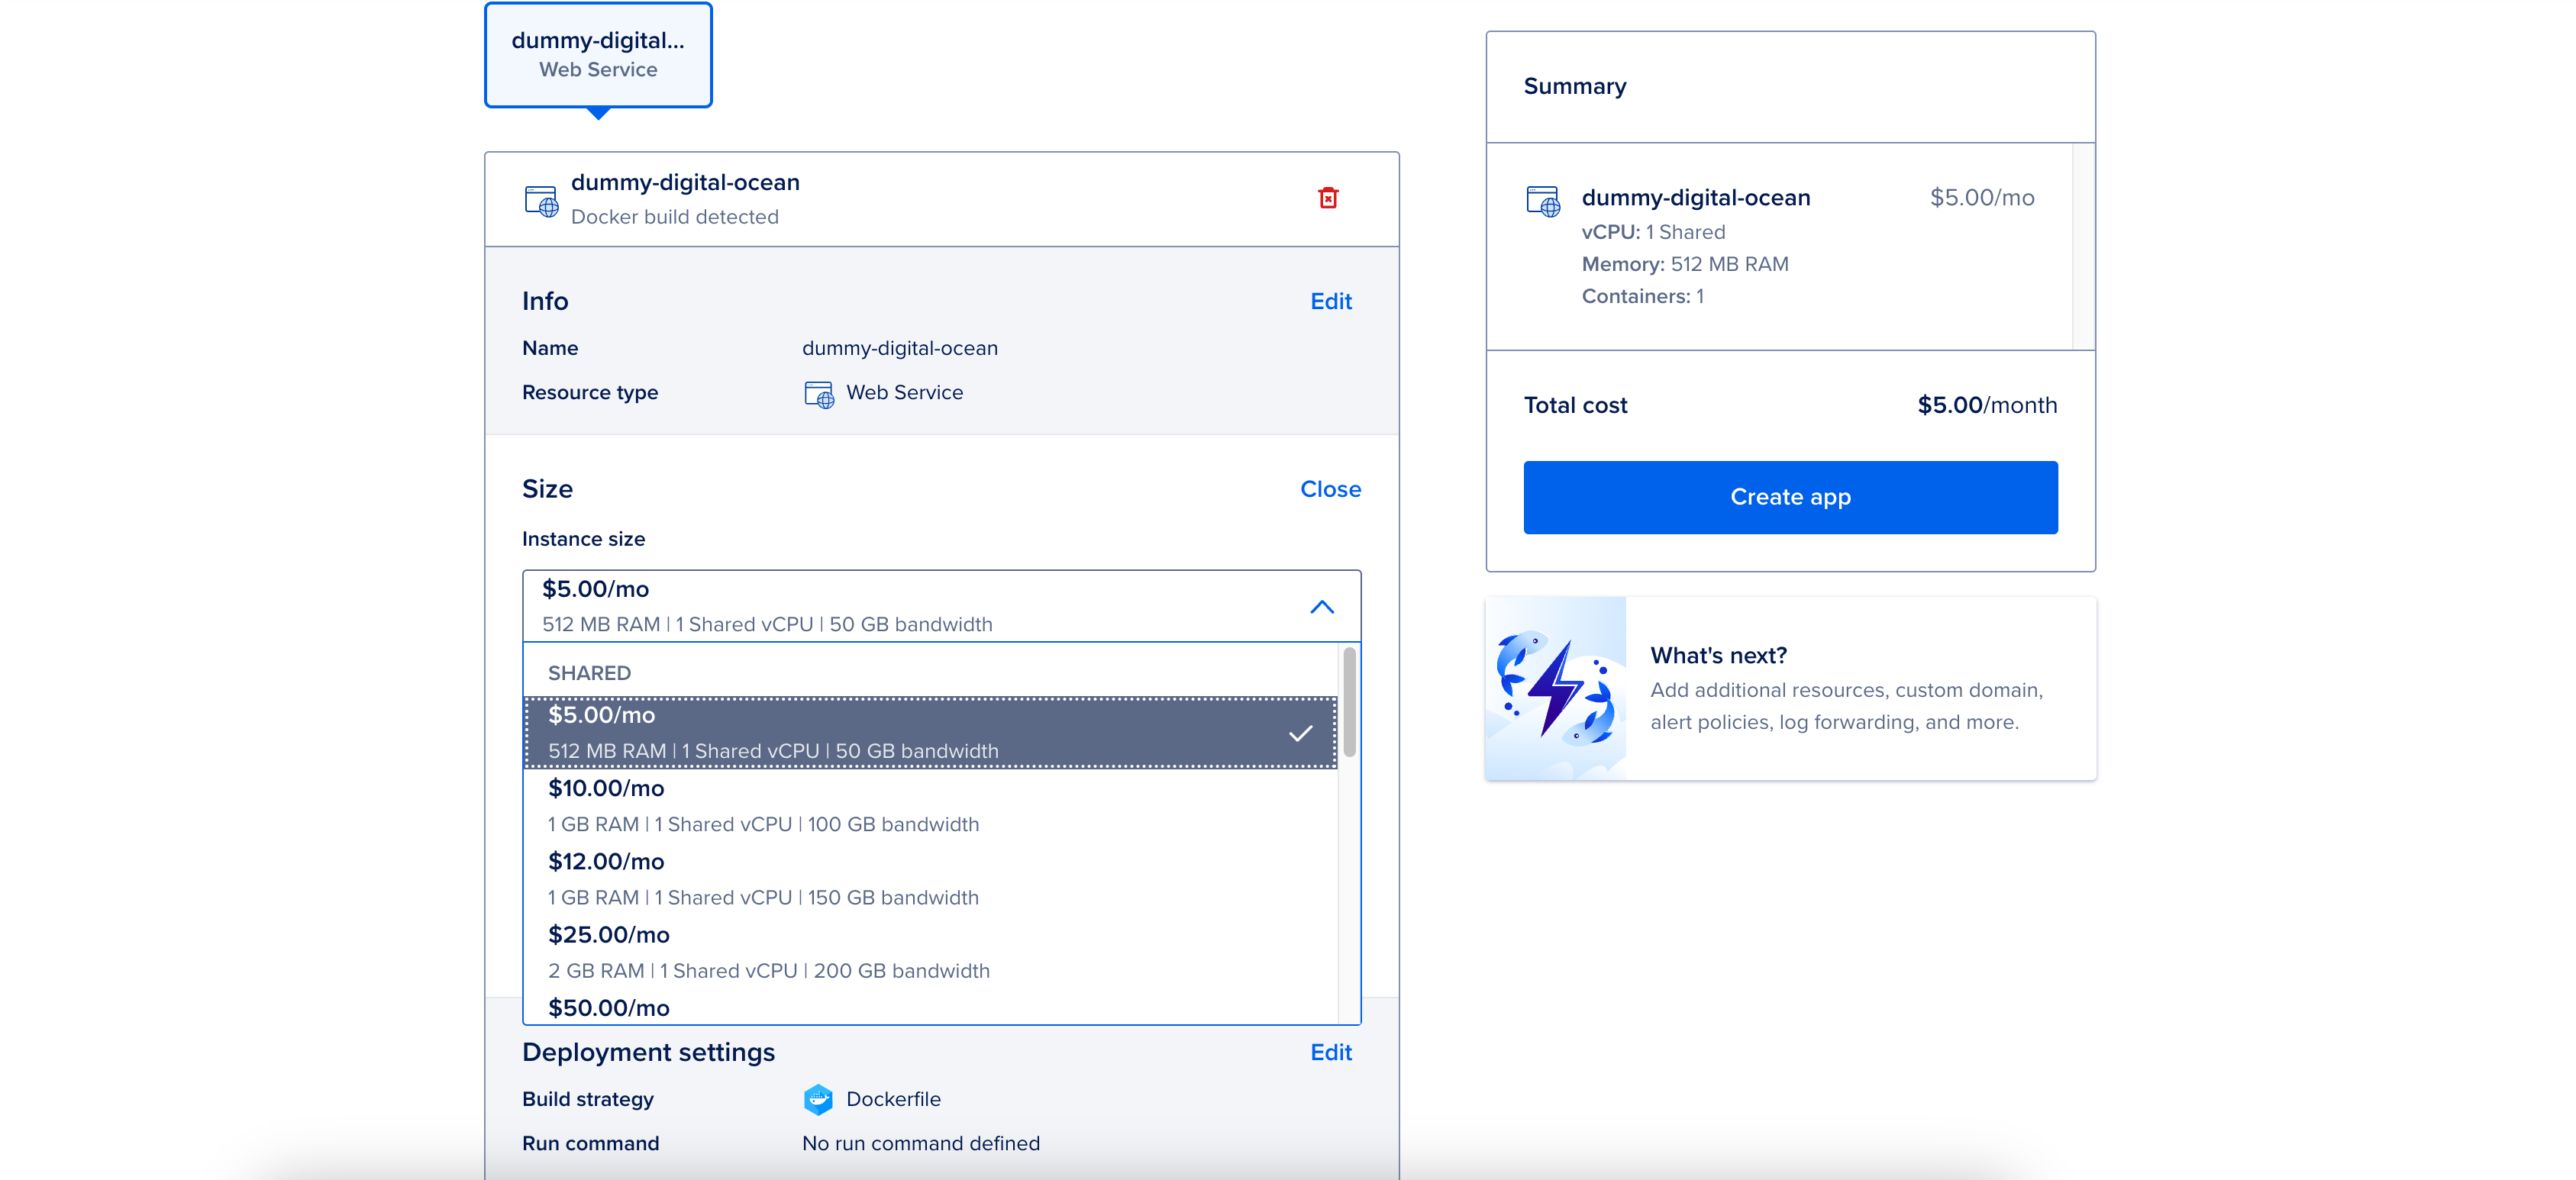 dummy-digital...
Web Service
dummy-digital-ocean
Docker build detected
Info
Edit
Name
dummy-digital-ocean
Resource type
Web Service
Size
Close
Instance size
$5.00/mo
512 MB RAM | 1 Shared vCPU | 50 GB bandwidth
SHARED
$5.00/mo
512 MB RAM | 1 Shared vCPU | 50 GB bandwidth
$10.00/mo
1 GB RAM | 1 Shared vCPU | 100 GB bandwidth
$12.00/mo
1 GB RAM | 1 Shared vCPU | 150 GB bandwidth
$25.00/mo
2 GB RAM | 1 Shared vCPU | 200 GB bandwidth
$50.00/mo
Deployment settings
Edit
Build strategy
Dockerfile
Run command
No run command defined
Summary
dummy-digital-ocean
$5.00/mo
vCPU: 1 Shared
Memory: 512 MB RAM
Containers: 1
Total cost
$5.00/month
Create app
What's next?
Add additional resources, custom domain,
alert policies, log forwarding, and more.